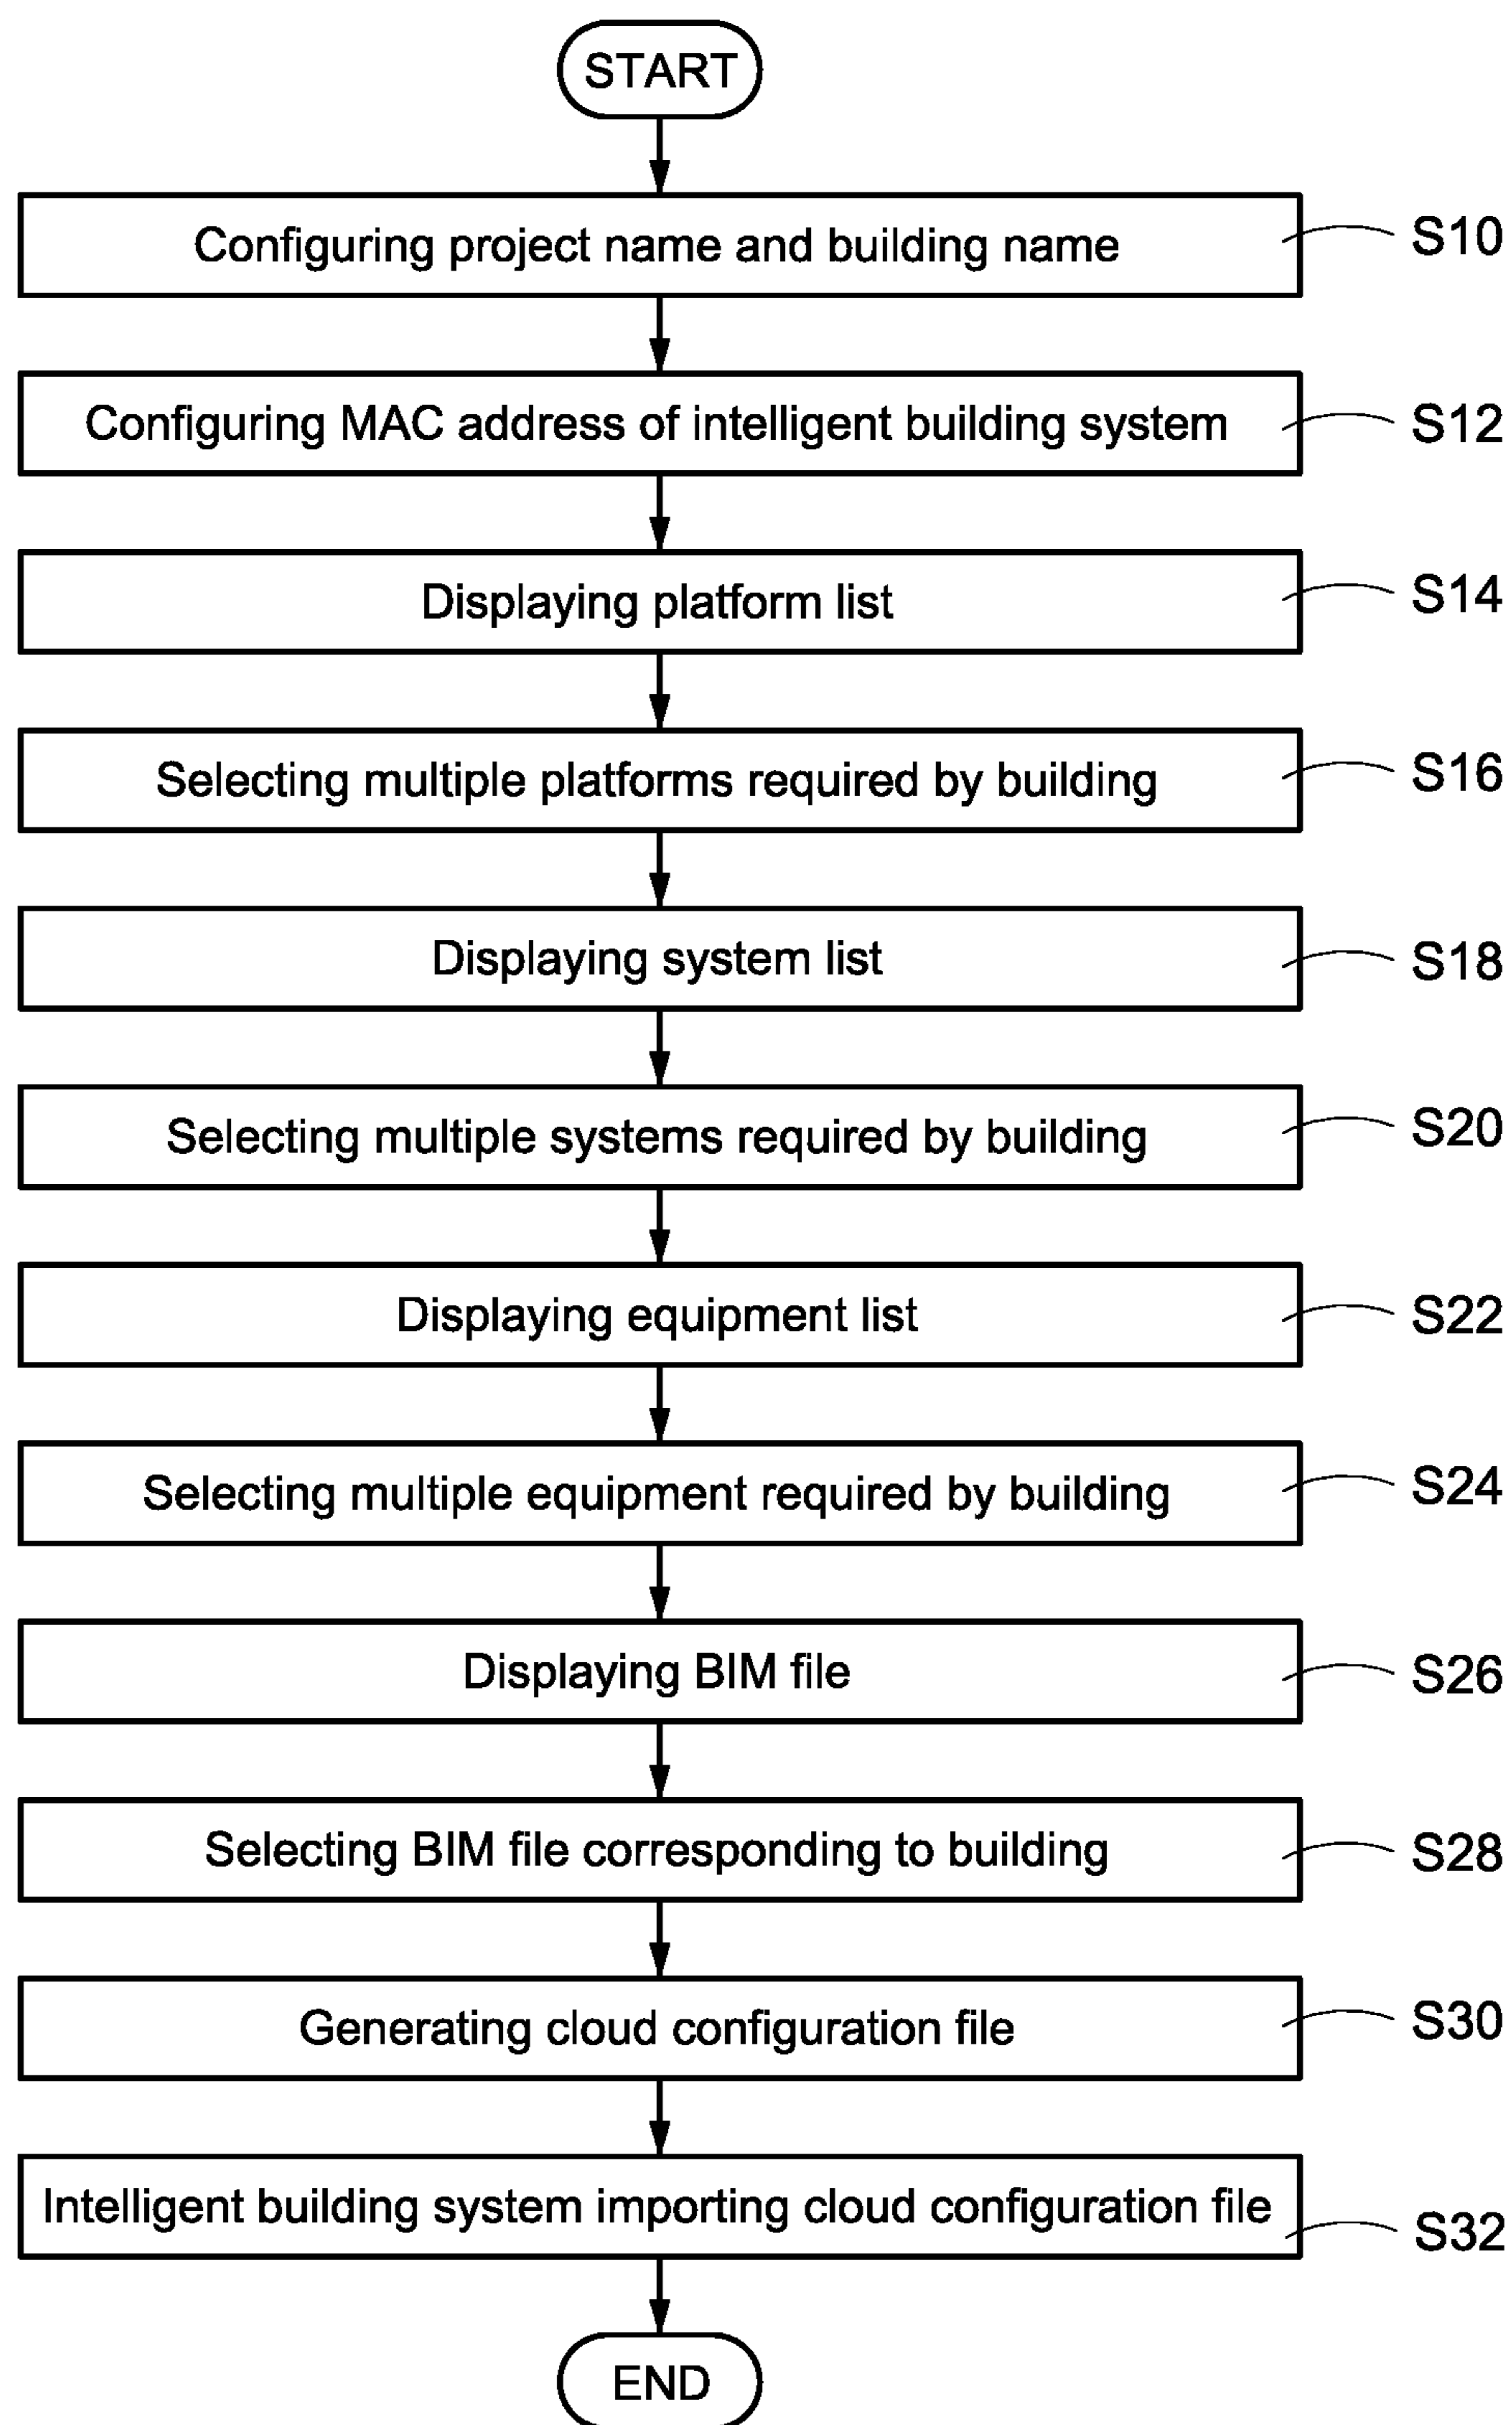 START
Configuring project name and building name
S10
Configuring MAC address of intelligent building system
S12
Displaying platform list
S14
Selecting multiple platforms required by building
S16
Displaying system list
S18
Selecting multiple systems required by building
S20
Displaying equipment list
S22
Selecting multiple equipment required by building
S24
Displaying BIM file
S26
Selecting BIM file corresponding to building
S28
Generating cloud configuration file
S30
Intelligent building system importing cloud configuration file
S32
END